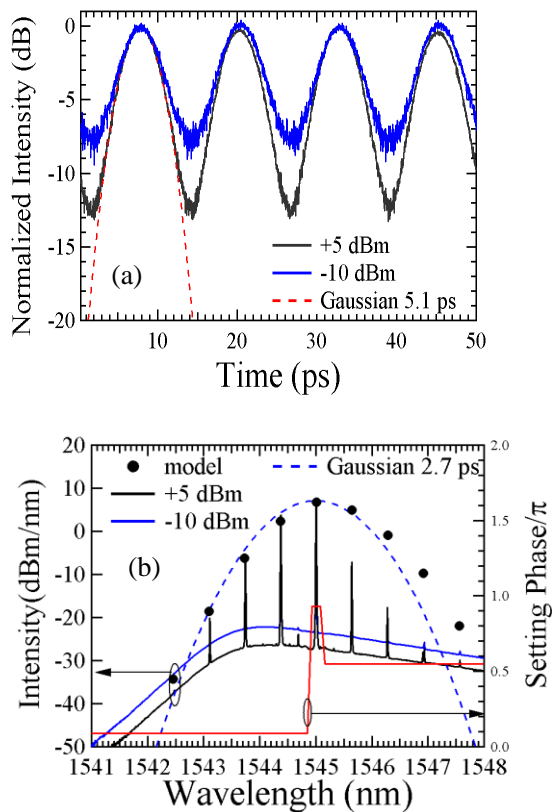 Normalized Intensity (dB)
0
-5
-10
-15
-20
(a)
+5 dBm
-10 dBm
Gaussian 5.1 ps
10 20 30 40 50
Time (ps)
Intensity(dBm/nm)
20
10
0
-10
-20
-30
-40
-50
model
+5 dBm
-10 dBm
Gaussian 2.7 ps
(b)
2.0
1.5
1.0
0.5
0.0
Setting Phase/π
1541 1542 1543 1544 1545 1546 1547 1548
Wavelength (nm)